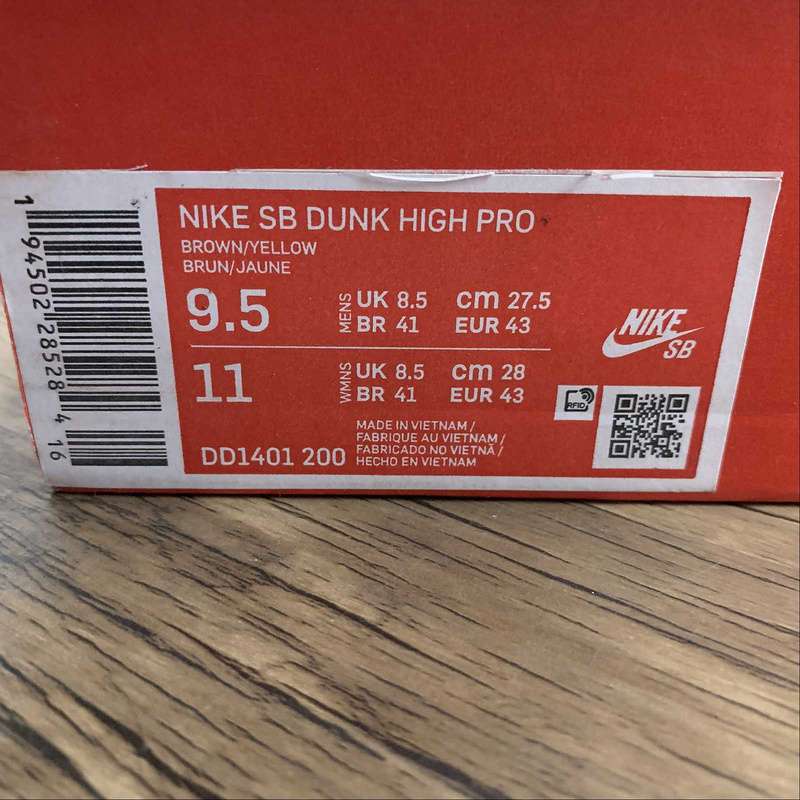 NIKE SB DUNK HIGH PRO
BROWN/YELLOW
BRUN/JAUNE
9.5 MENS UK 8.5 cm 27.5
BR 41 EUR 43
11 WMNS UK 8.5 cm 28
BR 41 EUR 43
NIKE
SB
RFID
DD1401 200
MADE IN VIETNAM /
FABRIQUE AU VIETNAM /
FABRICADO NO VIETNÃ /
HECHO EN VIETNAM
1 94502 28528 4 16